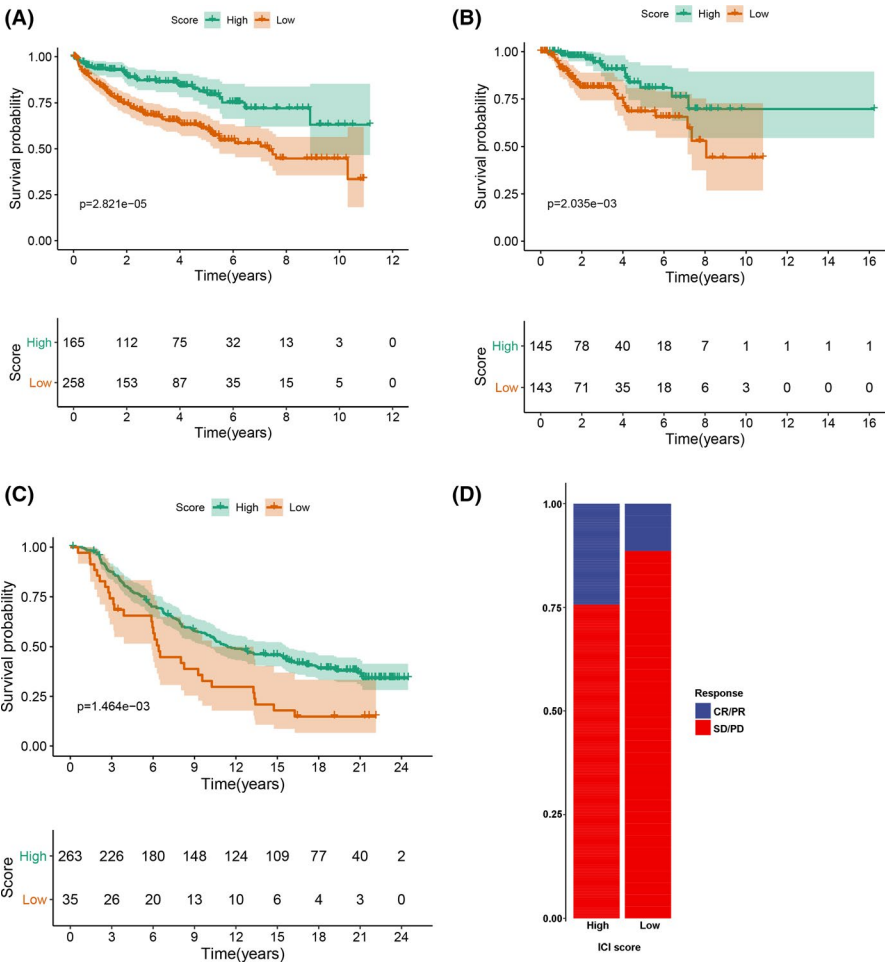 (A)
Score High Low
1.00
0.75
0.50
0.25
0.00
Survival probability
p=2.821e−05
0 2 4 6 8 10 12
Time(years)
Score
High 165 112 75 32 13 3 0
Low 258 153 87 35 15 5 0
0 2 4 6 8 10 12
Time(years)
(B)
Score High Low
1.00
0.75
0.50
0.25
0.00
Survival probability
p=2.035e−03
0 2 4 6 8 10 12 14 16
Time(years)
Score
High 145 78 40 18 7 1 1 1 1
Low 143 71 35 18 6 3 0 0 0
0 2 4 6 8 10 12 14 16
Time(years)
(C)
Score High Low
1.00
0.75
0.50
0.25
0.00
Survival probability
p=1.464e−03
0 3 6 9 12 15 18 21 24
Time(years)
Score
High 263 226 180 148 124 109 77 40 2
Low 35 26 20 13 10 6 4 3 0
0 3 6 9 12 15 18 21 24
Time(years)
(D)
1.00
0.75
0.50
0.25
0.00
High Low
ICI score
Response
CR/PR
SD/PD